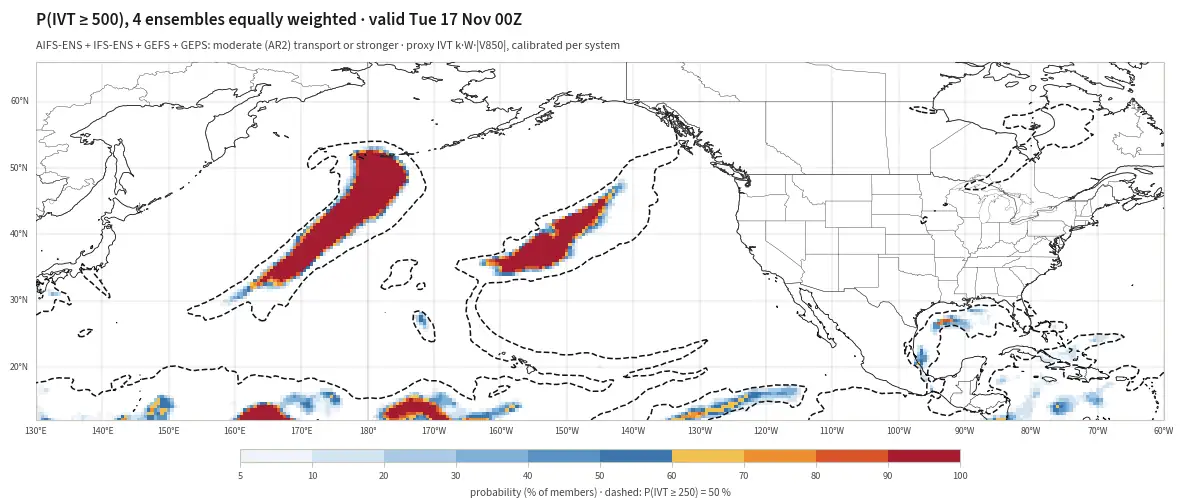 P(IVT ≥ 500), 4 ensembles equally weighted · valid Tue 17 Nov 00Z
AIFS-ENS + IFS-ENS + GEFS + GEPS: moderate (AR2) transport or stronger · proxy IVT k·W·|V850|, calibrated per system
60°N
50°N
40°N
30°N
20°N
130°E 140°E 150°E 160°E 170°E 180° 170°W 160°W 150°W 140°W 130°W 120°W 110°W 100°W 90°W 80°W 70°W 60°W
5 10 20 30 40 50 60 70 80 90 100
probability (% of members) · dashed: P(IVT ≥ 250) = 50 %